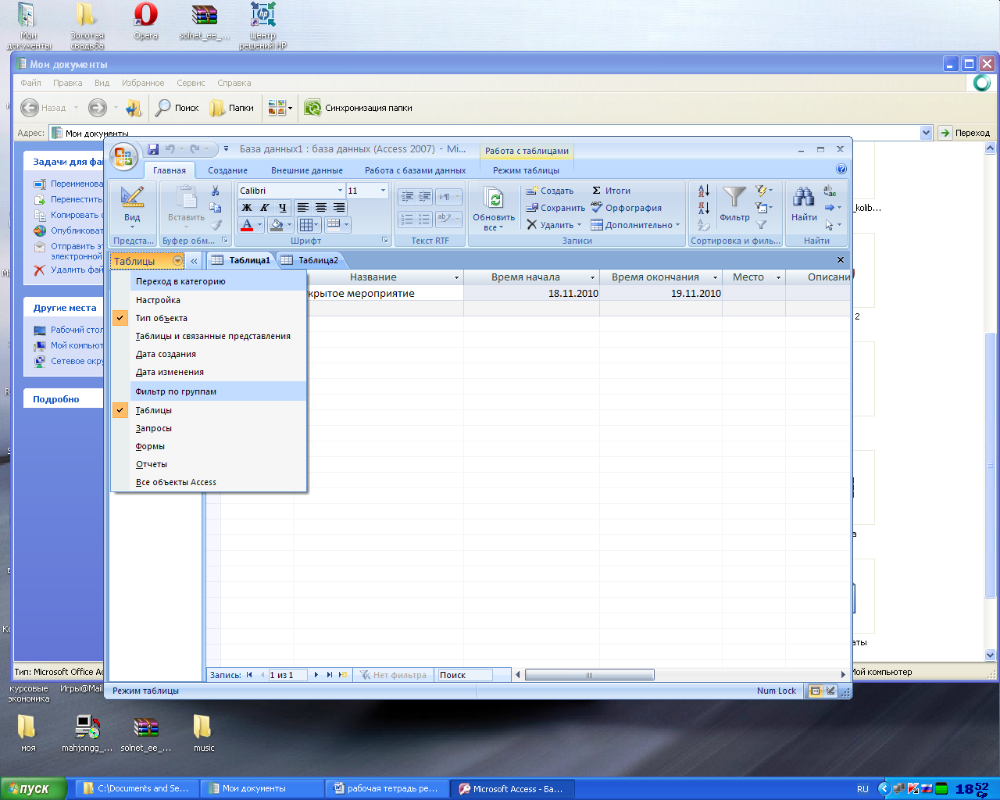 Мои документы
Золотая свадьба
Opera
solnet_ee_...
Центр решений HP
Мои документы
Файл Правка Вид Избранное Сервис Справка
Назад Поиск Папки Синхронизация папки
Адрес: Мои документы Переход
База данных1 : база данных (Access 2007) - Mi...
Работа с таблицами
Главная Создание Внешние данные Работа с базами данных Режим таблицы
Вид
Предста...
Вставить
Буфер обм...
Calibri 11
Ж К Ч
Шрифт
Текст RTF
Обновить все
Создать
Сохранить
Удалить
Итоги
Орфография
Дополнительно
Записи
Фильтр
Сортировка и филь...
Найти
Найти
Задачи для фа
Переименова
Переместить
Копировать ф
Опубликоват
Отправить эт
электронной
Удалить фай
Другие места
Рабочий стол
Мой компьют
Сетевое окру
Подробно
Таблицы «
Таблица1 Таблица2
Название Время начала Время окончания Место Описани
крытое мероприятие 18.11.2010 19.11.2010
Переход в категорию
Настройка
Тип объекта
Таблицы и связанные представления
Дата создания
Дата изменения
Фильтр по группам
Таблицы
Запросы
Формы
Отчеты
Все объекты Access
_kolib...
2
а
аты
Запись: 1 из 1 Нет фильтра Поиск
Режим таблицы Num Lock
Тип: Microsoft Office Ac
Мой компьютер
курсовые экономика
Игры@Mail
моя
mahjongg_...
solnet_ee_...
music
пуск
C:\Documents and Se...
Мои документы
рабочая тетрадь ре...
Microsoft Access - Ба...
RU
18 52
Ср